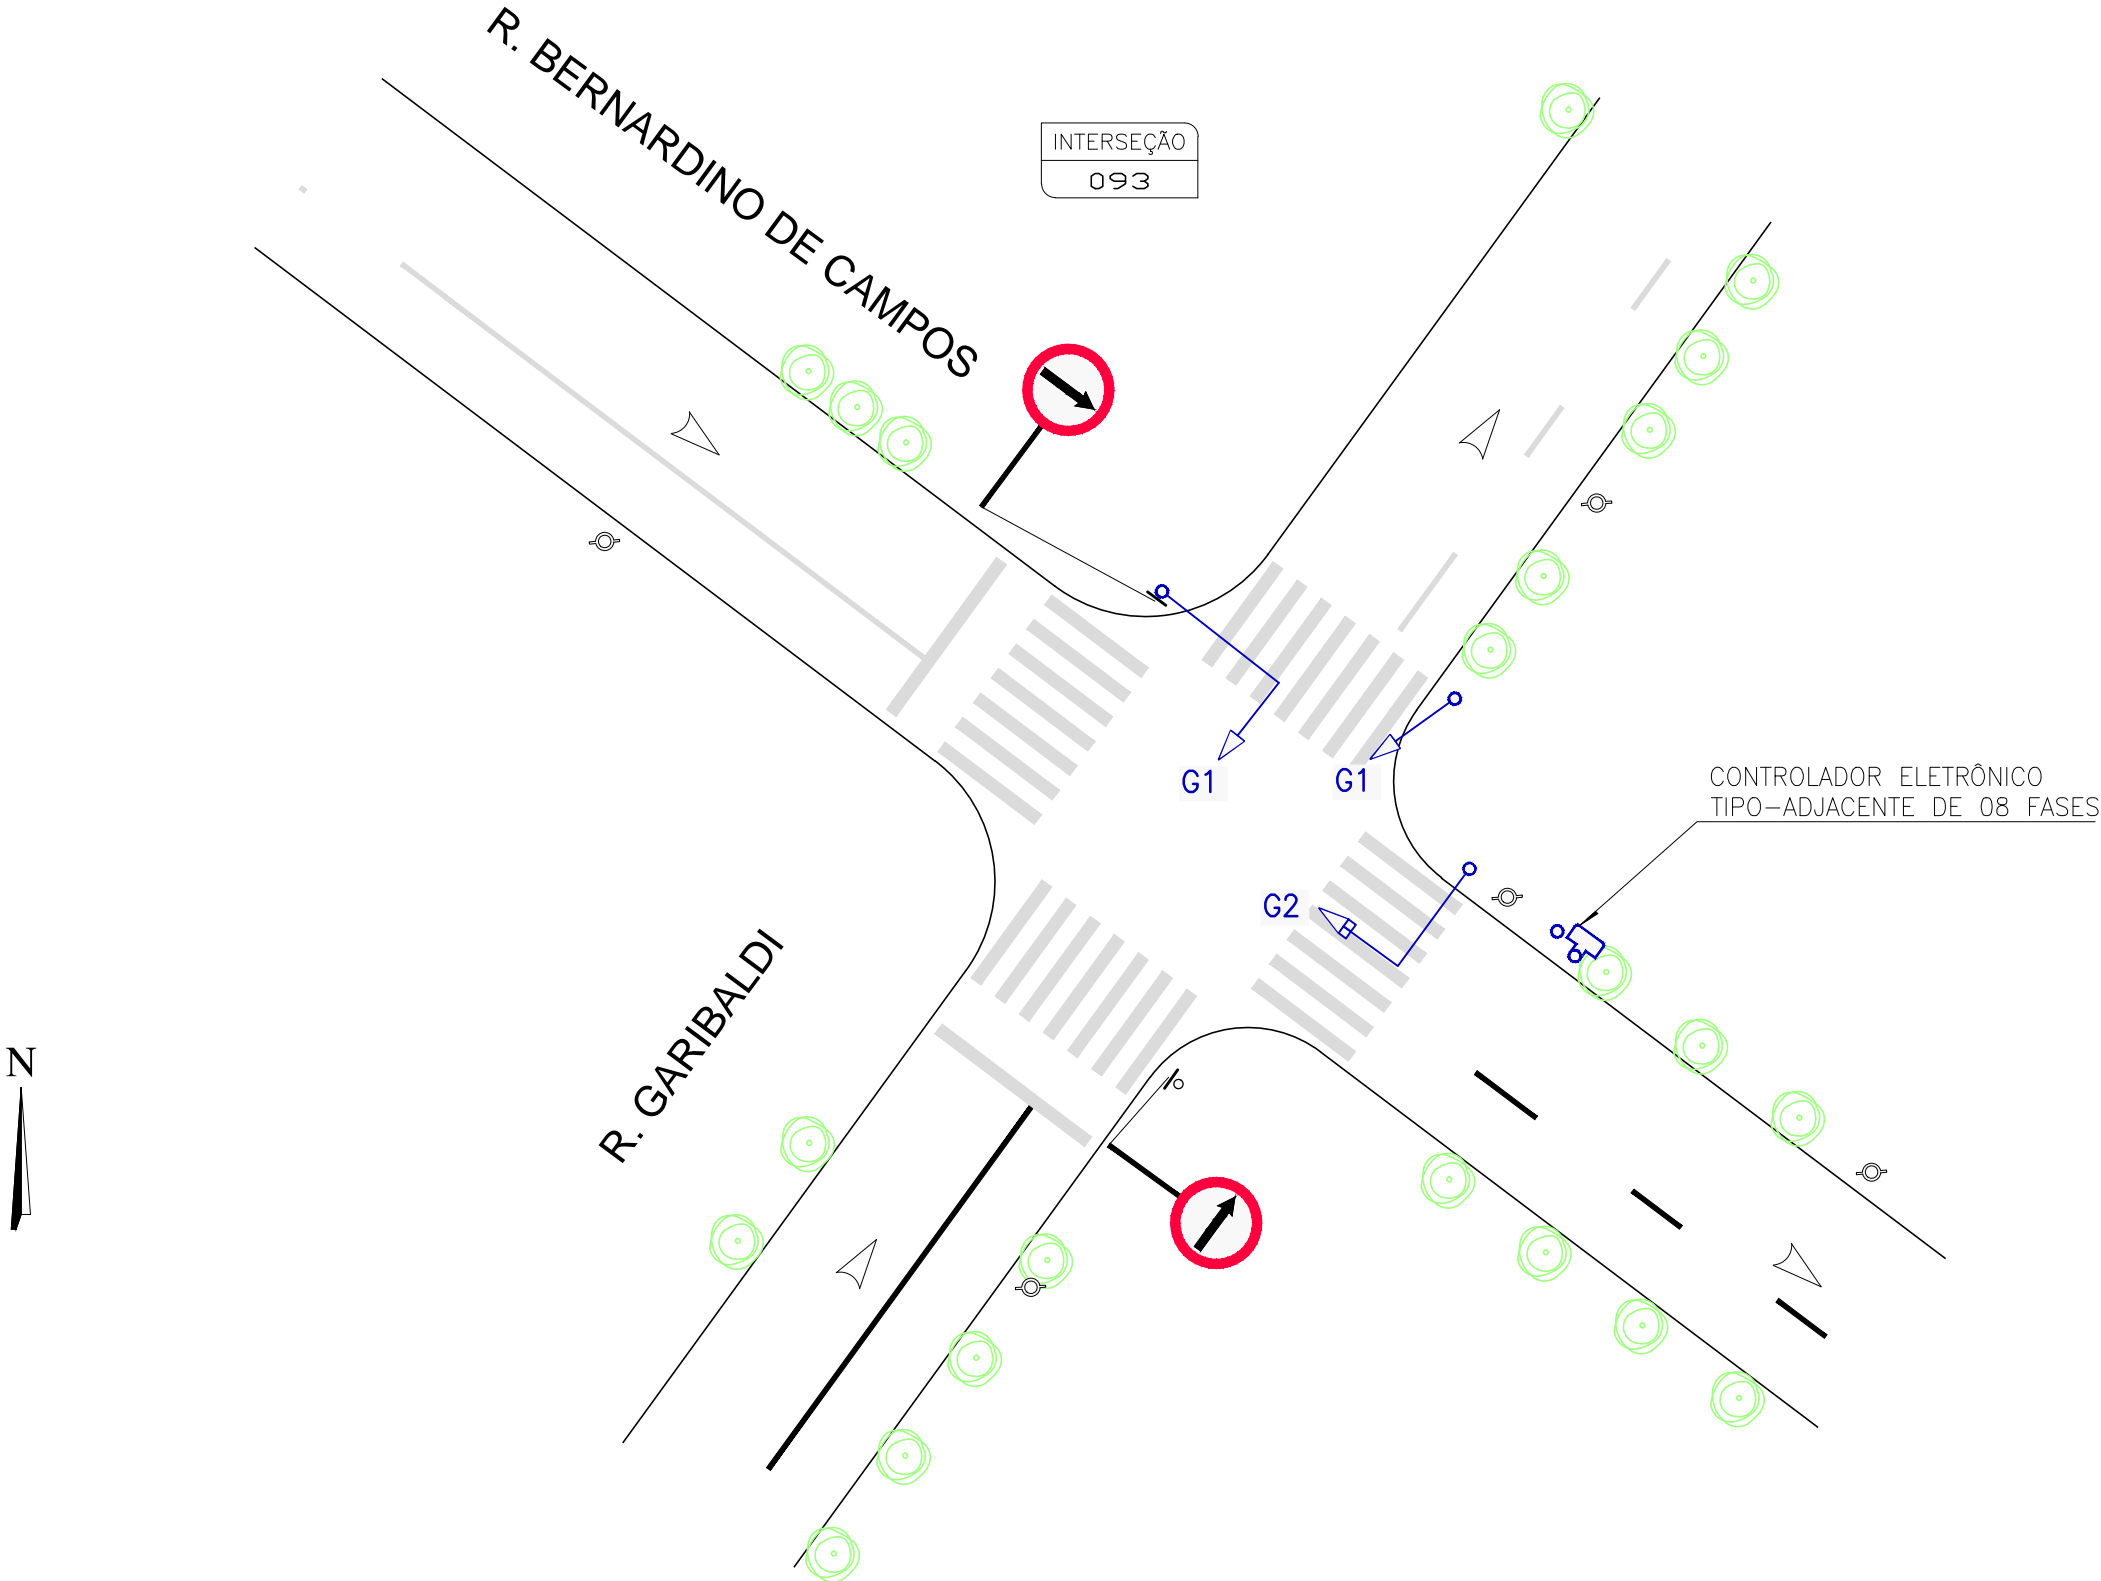 R. BERNARDINO DE CAMPOS
INTERSEÇÃO
093
G1
G1
CONTROLADOR ELETRÔNICO
TIPO-ADJACENTE DE 08 FASES
G2
R. GARIBALDI
N